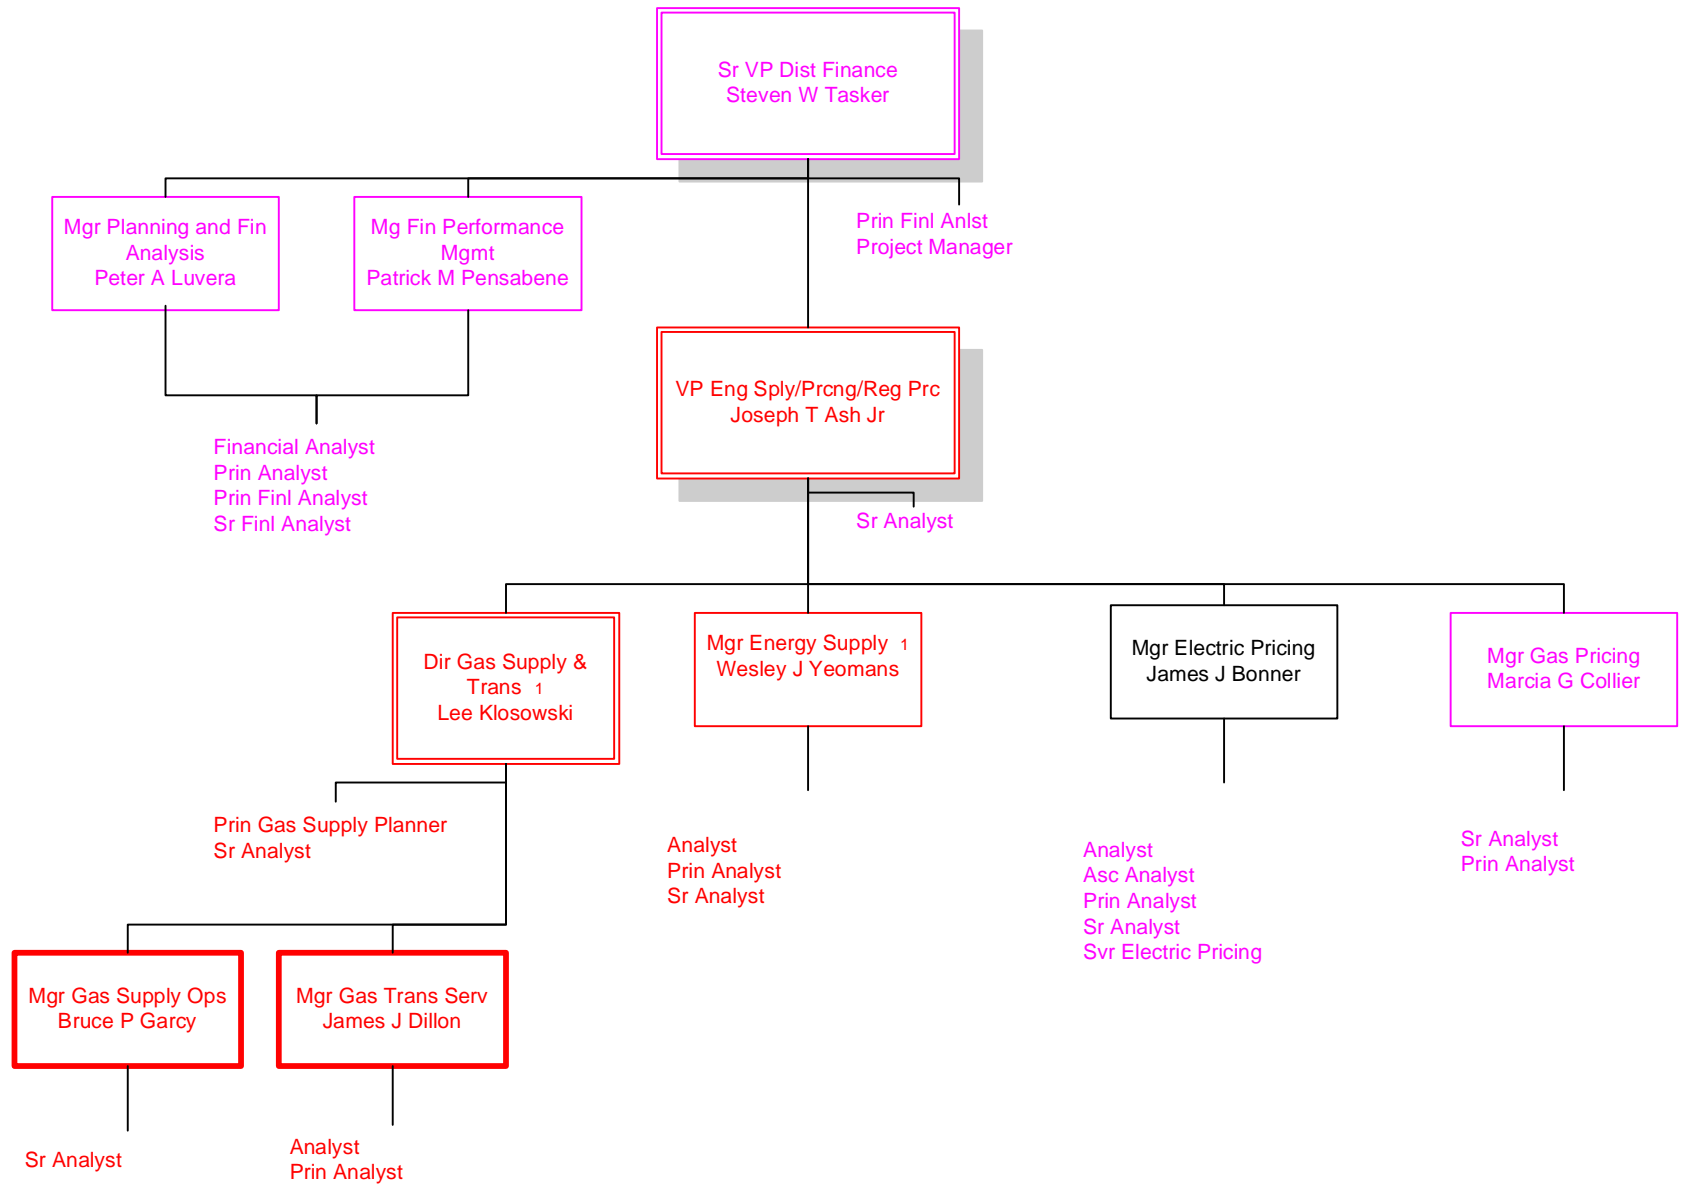 Sr VP Dist Finance
Steven W Tasker
Mgr Planning and Fin
Analysis
Peter A Luvera
Mg Fin Performance
Mgmt
Patrick M Pensabene
Prin Finl Anlst
Project Manager
VP Eng Sply/Prcng/Reg Prc
Joseph T Ash Jr
Financial Analyst
Prin Analyst
Prin Finl Analyst
Sr Finl Analyst
Sr Analyst
Dir Gas Supply &
Trans 1
Lee Klosowski
Mgr Energy Supply 1
Wesley J Yeomans
Mgr Electric Pricing
James J Bonner
Mgr Gas Pricing
Marcia G Collier
Prin Gas Supply Planner
Sr Analyst
Analyst
Prin Analyst
Sr Analyst
Analyst
Asc Analyst
Prin Analyst
Sr Analyst
Svr Electric Pricing
Sr Analyst
Prin Analyst
Mgr Gas Supply Ops
Bruce P Garcy
Mgr Gas Trans Serv
James J Dillon
Sr Analyst
Analyst
Prin Analyst